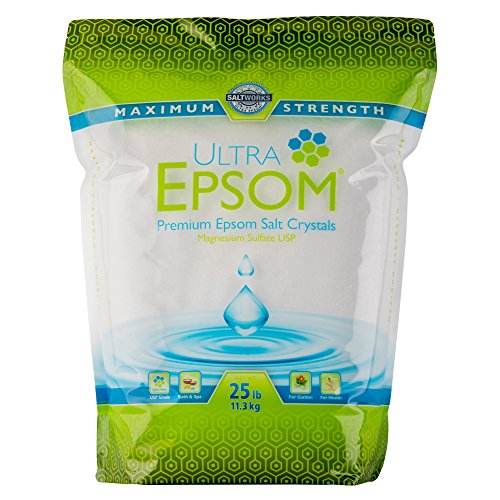 SALTWORKS
MAXIMUM STRENGTH
ULTRA
EPSOM®
Premium Epsom Salt Crystals
Magnesium Sulfate USP
USP Grade
Bath & Spa
25 lb
11.3 kg
For Garden
For Health